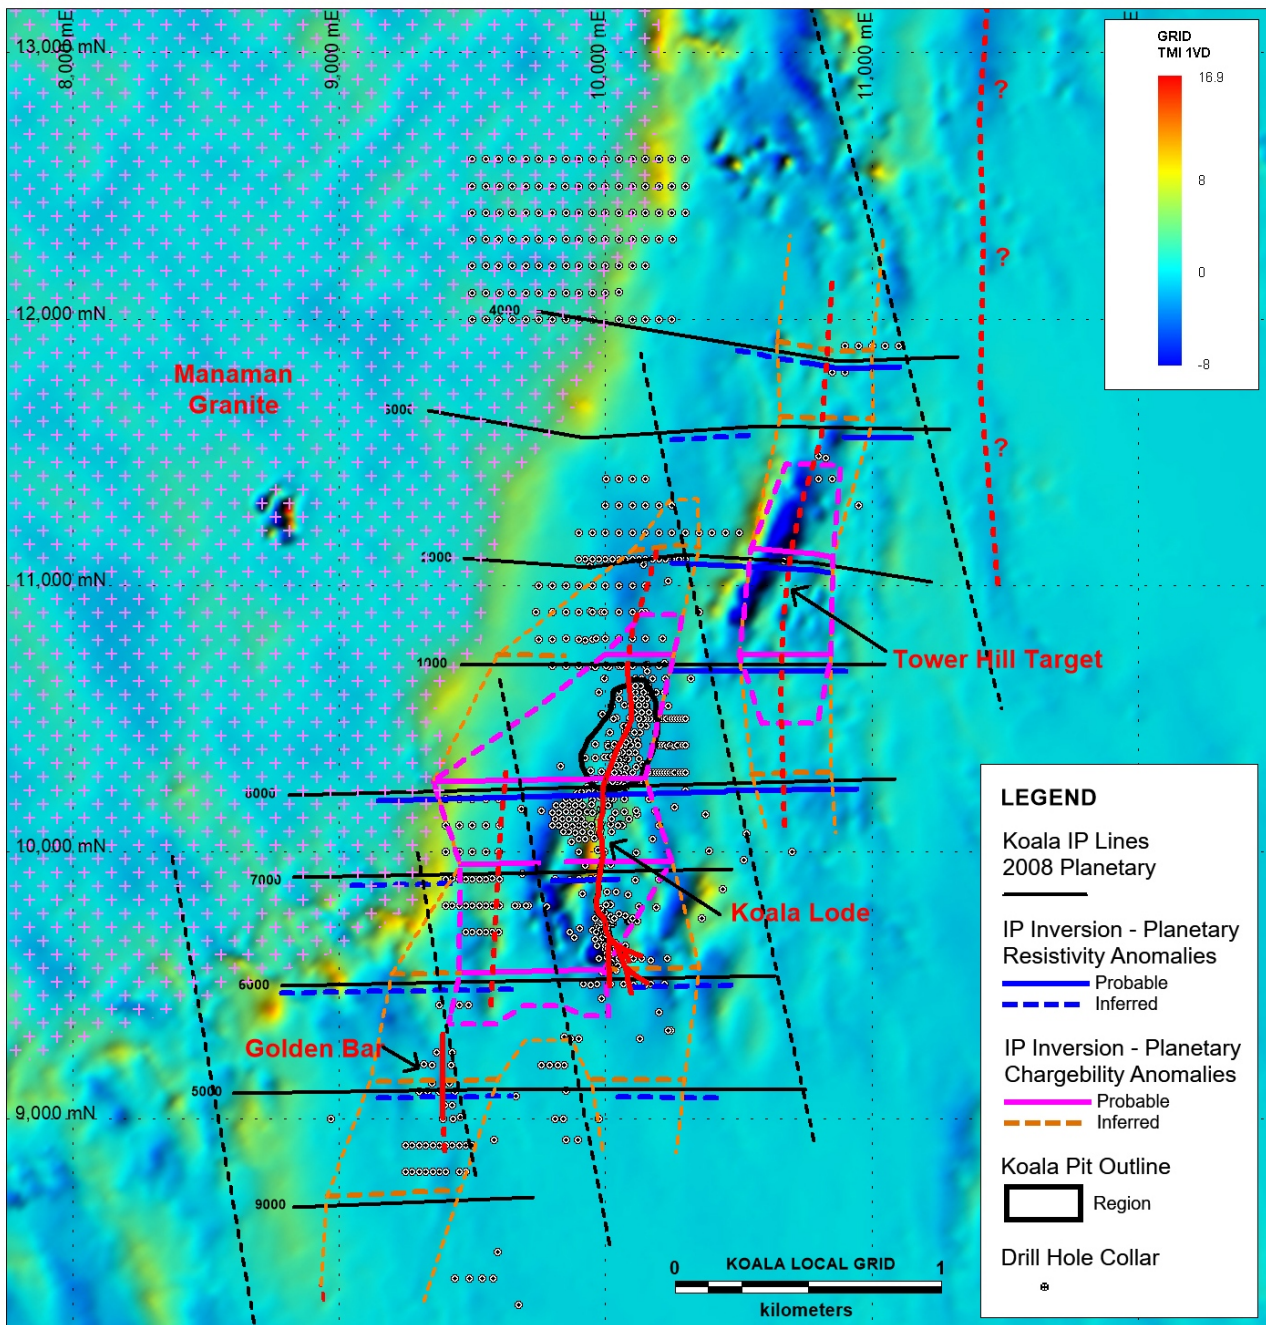 8,000 mE
9,000 mE
10,000 mE
11,000 mE
13,000 mN
12,000 mN
11,000 mN
10,000 mN
9,000 mN
GRID
TMI 1VD
16.9
8
0
-8
?
?
?
4000
Manaman
Granite
1000
Tower Hill Target
8000
7000
Koala Lode
6000
Golden Bar
5000
9000
0
KOALA LOCAL GRID
1
kilometers
LEGEND
Koala IP Lines
2008 Planetary
IP Inversion - Planetary
Resistivity Anomalies
Probable
Inferred
IP Inversion - Planetary
Chargebility Anomalies
Probable
Inferred
Koala Pit Outline
Region
Drill Hole Collar